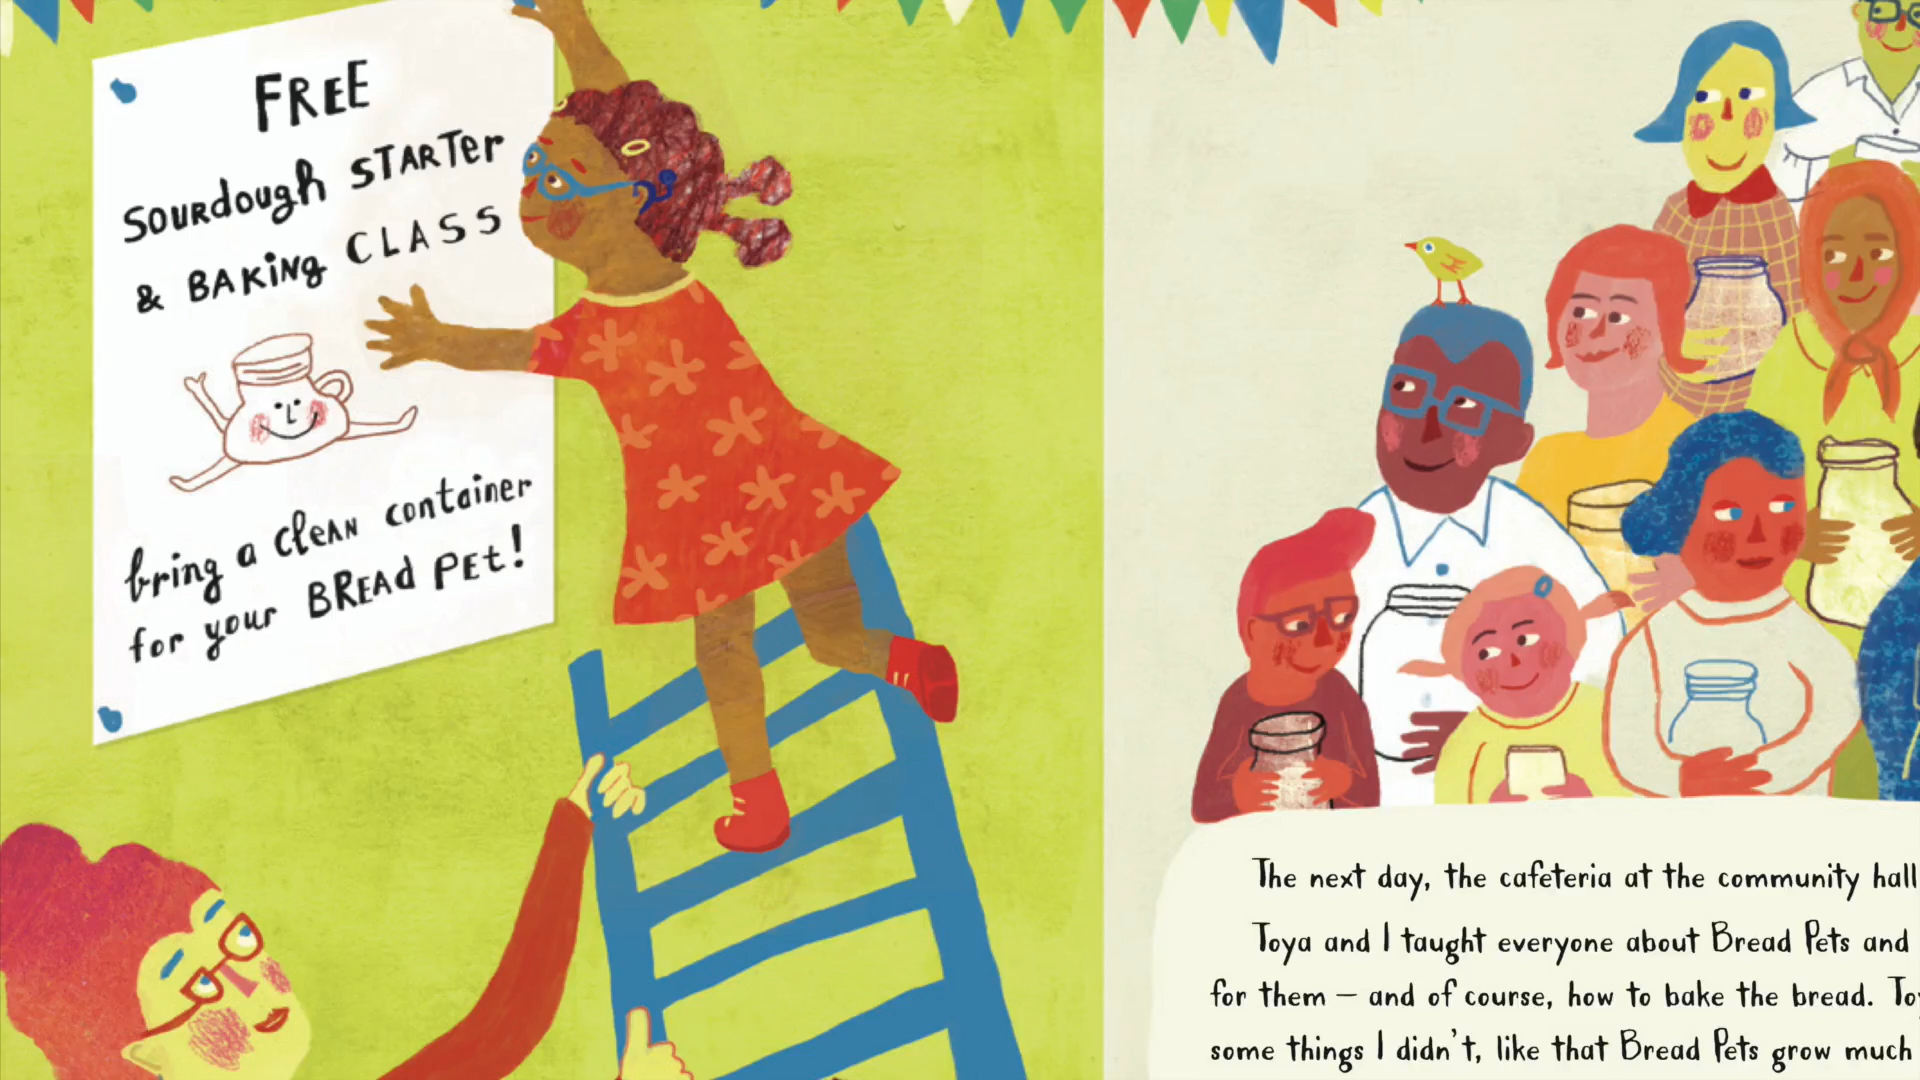 FREE
SOURdough STARTer
& BAKiNg CLASS
bring a cleAN container
for your BREAd PEt!
The next day, the cafeteria at the community hall
Toya and I taught everyone about Bread Pets and
for them – and of course, how to bake the bread.
some things I didn't, like that Bread Pets grow much